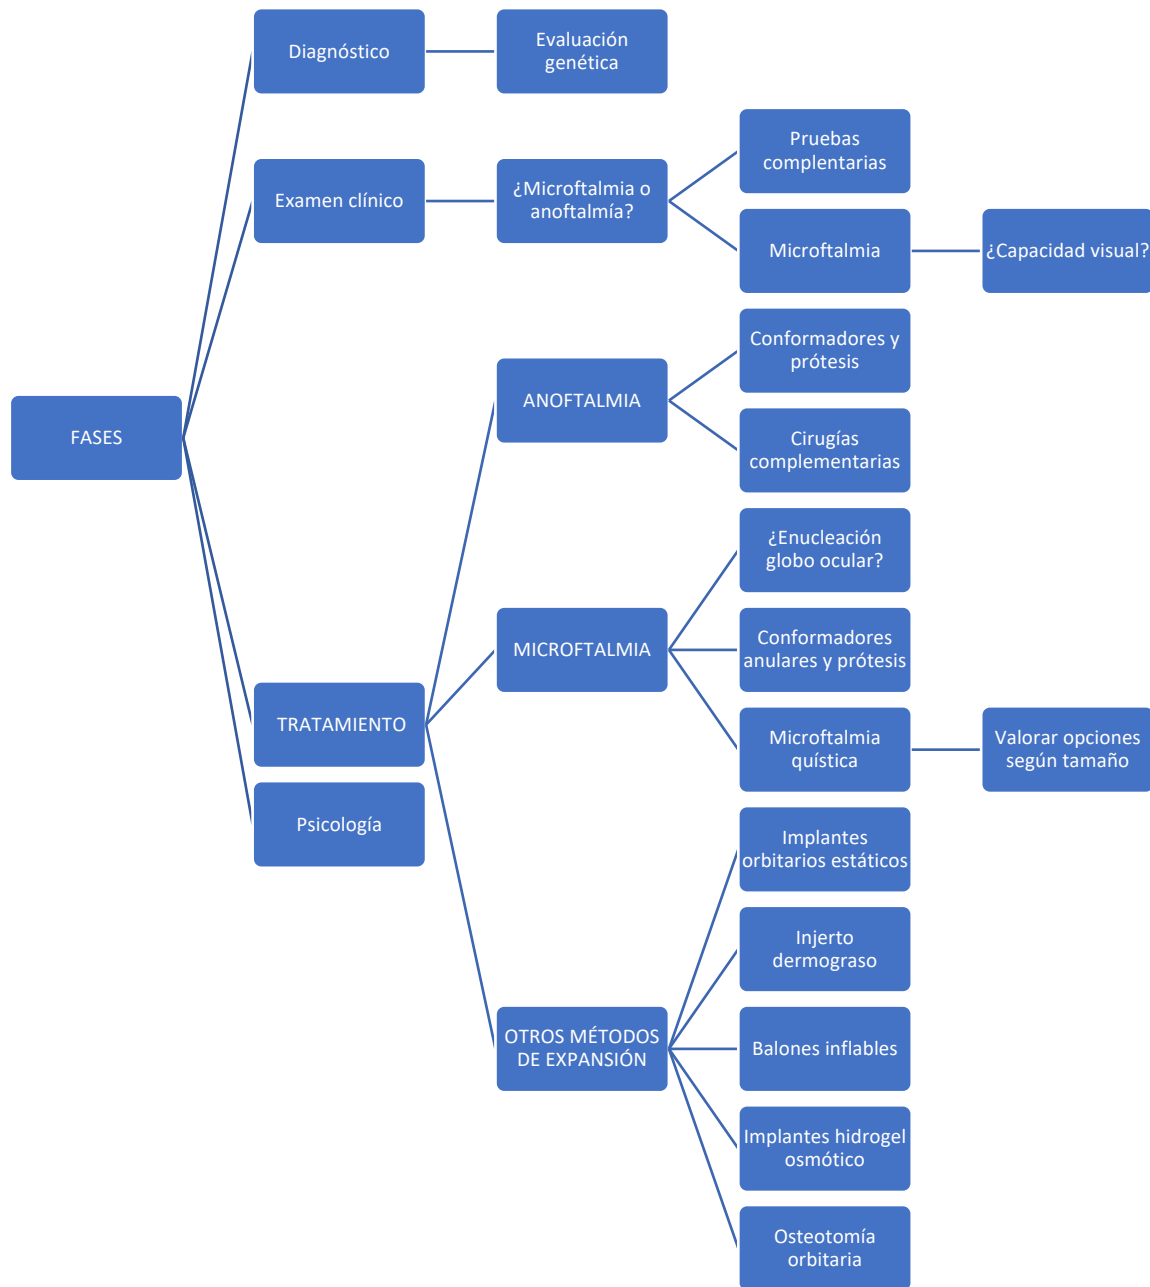 FASES
Diagnóstico
Evaluación
genética
Examen clínico
¿Microftalmia o
anoftalmía?
Pruebas
complentarias
Microftalmia
¿Capacidad visual?
TRATAMIENTO
ANOFTALMIA
Conformadores y
prótesis
Cirugías
complementarias
MICROFTALMIA
¿Enucleación
globo ocular?
Conformadores
anulares y prótesis
Microftalmia
quística
Valorar opciones
según tamaño
OTROS MÉTODOS
DE EXPANSIÓN
Implantes
orbitarios estáticos
Injerto
dermograso
Balones inflables
Implantes hidrogel
osmótico
Osteotomía
orbitaria
Psicología